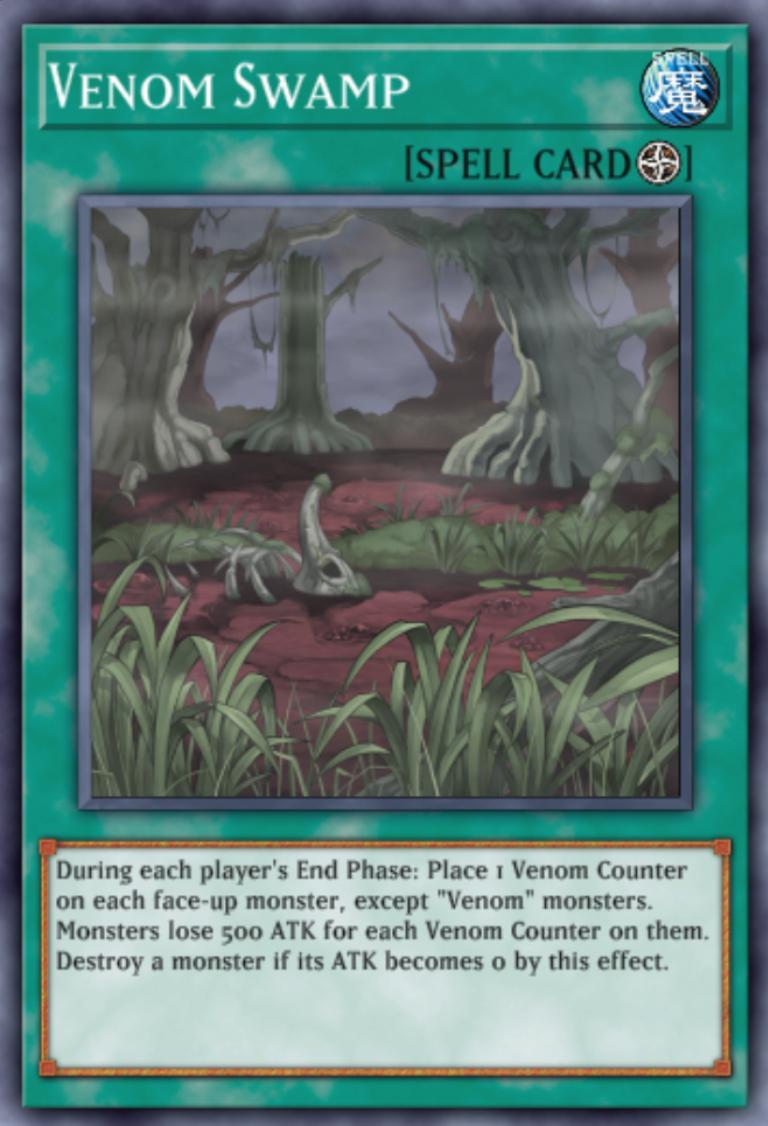 Venom Swamp
SPELL
魔
[SPELL CARD]
During each player's End Phase: Place 1 Venom Counter
on each face-up monster, except "Venom" monsters.
Monsters lose 500 ATK for each Venom Counter on them.
Destroy a monster if its ATK becomes 0 by this effect.